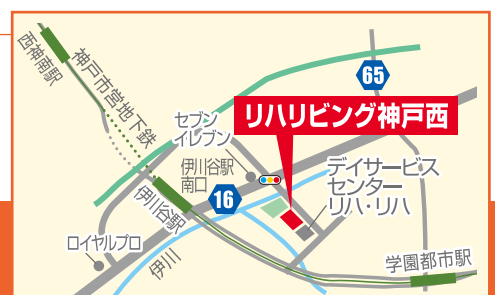 西神南駅
神戸市営地下鉄
65
リハリビング神戸西
セブン
イレブン
伊川谷駅
南口
デイサービス
センター
リハ・リハ
16
伊川谷駅
ロイヤルプロ
伊川
学園都市駅